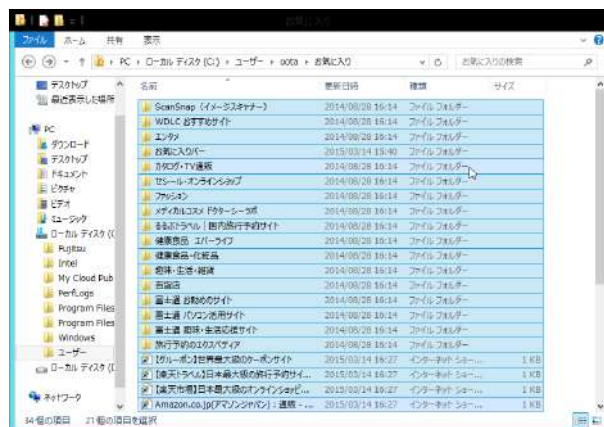 お気に入り
ファイル ホーム 共有 表示
PC ローカル ディスク (C:) ユーザー oota お気に入り お気に入りの検索
デスクトップ
最近表示した場所
PC
ダウンロード
デスクトップ
ドキュメント
ピクチャ
ビデオ
ミュージック
ローカル ディスク (C
Fujitsu
Intel
My Cloud Pub
PerfLogs
Program Files
Program Files
Windows
ユーザー
ローカル ディスク (
ネットワーク
名前 更新日時 種類 サイズ
ScanSnap (イメージスキャナー) 2014/08/28 16:14 ファイル フォルダー
WDLC おすすめサイト 2014/08/28 16:14 ファイル フォルダー
エンタメ 2014/08/28 16:14 ファイル フォルダー
お気に入りバー 2015/03/14 15:40 ファイル フォルダー
カタログ・TV通販 2014/08/28 16:14 ファイル フォルダー
セシール・オンラインショップ 2014/08/28 16:14 ファイル フォルダー
ファッション 2014/08/28 16:14 ファイル フォルダー
メディカルコスメ ドクターシーラボ 2014/08/28 16:14 ファイル フォルダー
るるぶトラベル | 国内旅行予約サイト 2014/08/28 16:14 ファイル フォルダー
健康食品 エバーライフ 2014/08/28 16:14 ファイル フォルダー
健康食品・化粧品 2014/08/28 16:14 ファイル フォルダー
趣味・生活・雑貨 2014/08/28 16:14 ファイル フォルダー
百貨店 2014/08/28 16:14 ファイル フォルダー
富士通 お勧めのサイト 2014/08/28 16:14 ファイル フォルダー
富士通 パソコン活用サイト 2014/08/28 16:14 ファイル フォルダー
富士通 趣味・生活応援サイト 2014/08/28 16:14 ファイル フォルダー
旅行予約のエクスペディア 2014/08/28 16:14 ファイル フォルダー
【グルーポン】世界最大級のクーポンサイト 2015/03/14 16:27 インターネット ショー... 1 KB
【楽天トラベル】日本最大級の旅行予約サイ... 2015/03/14 16:27 インターネット ショー... 1 KB
【楽天市場】日本最大級のオンラインショッピ... 2015/03/14 16:27 インターネット ショー... 1 KB
Amazon.co.jp(アマゾンジャパン) : 通販 - ... 2015/03/14 16:27 インターネット ショー... 1 KB
34 個の項目 21 個の項目を選択